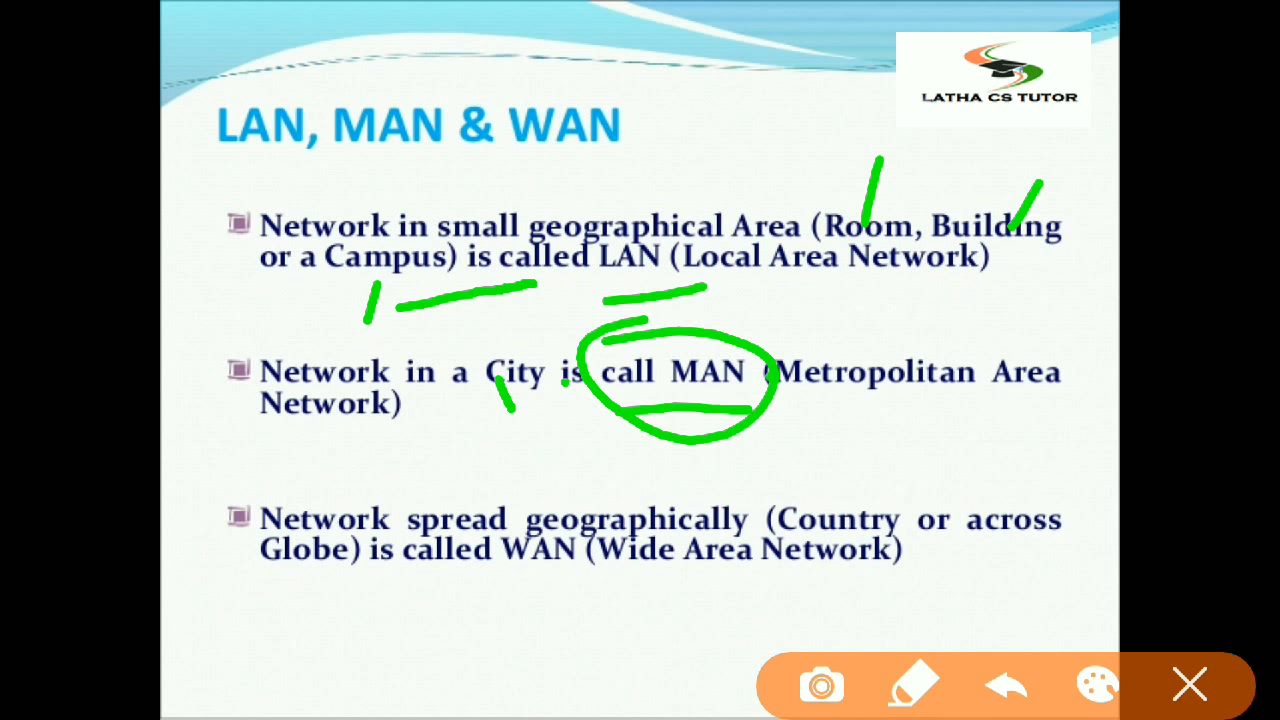 LATHA CS TUTOR
LAN, MAN & WAN
Network in small geographical Area (Room, Building
or a Campus) is called LAN (Local Area Network)
Network in a City is call MAN (Metropolitan Area
Network)
Network spread geographically (Country or across
Globe) is called WAN (Wide Area Network)